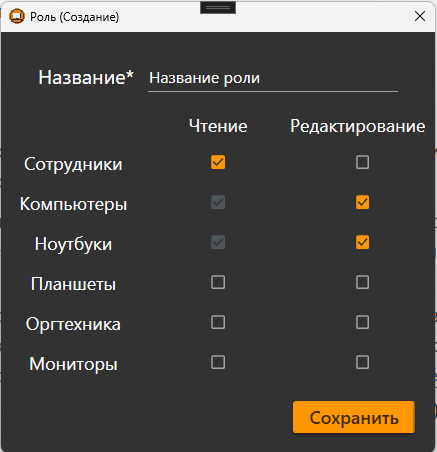 Роль (Создание)
Название* Название роли
Чтение Редактирование
Сотрудники
Компьютеры
Ноутбуки
Планшеты
Оргтехника
Мониторы
Сохранить